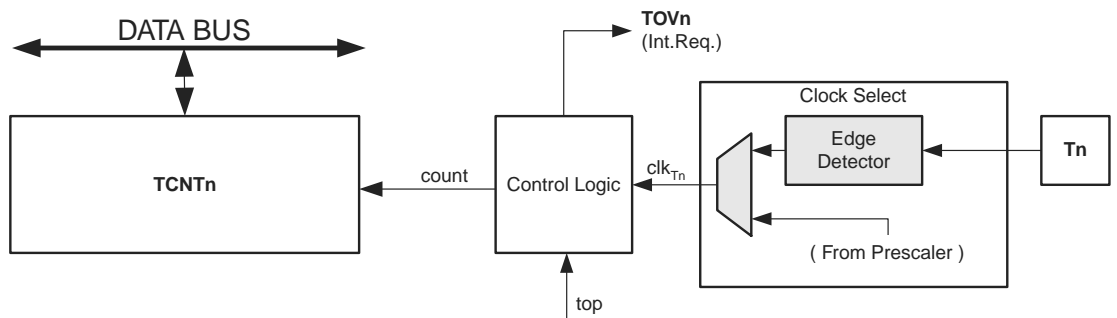 DATA BUS
TOVn
(Int.Req.)
Clock Select
TCNTn
count
Control Logic
clkTn
Edge
Detector
Tn
( From Prescaler )
top